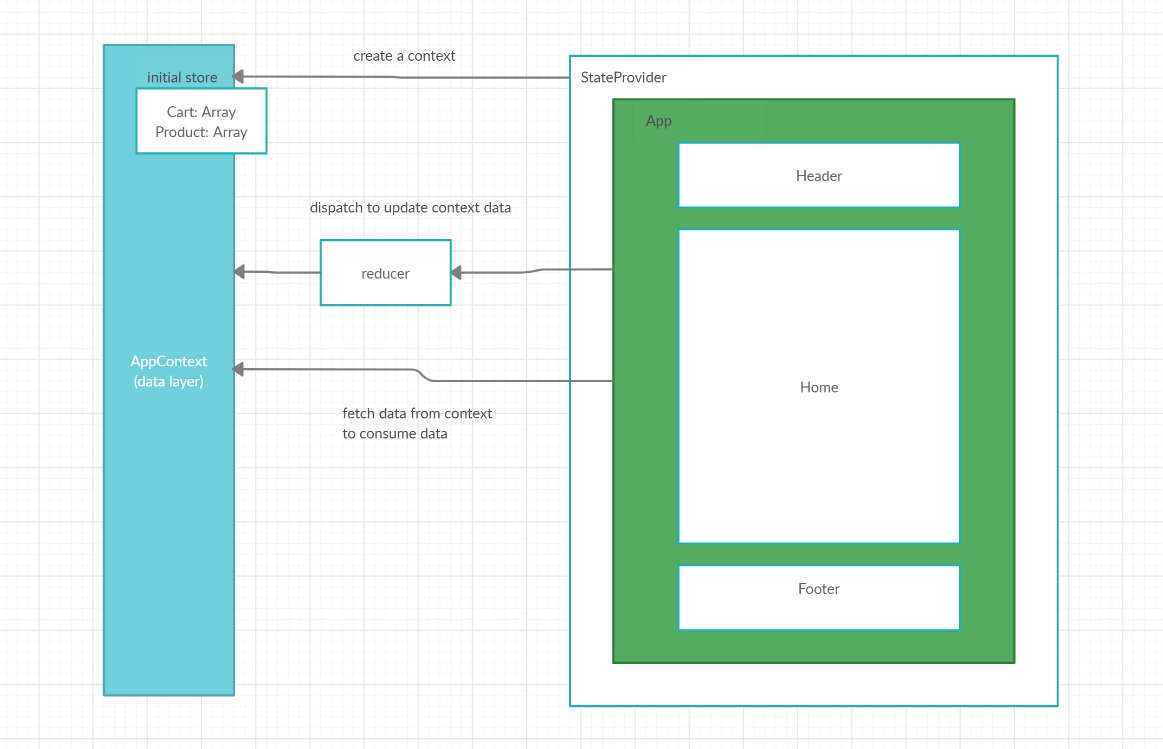 create a context
initial store
StateProvider
Cart: Array
Product: Array
App
Header
dispatch to update context data
reducer
AppContext
(data layer)
Home
fetch data from context
to consume data
Footer